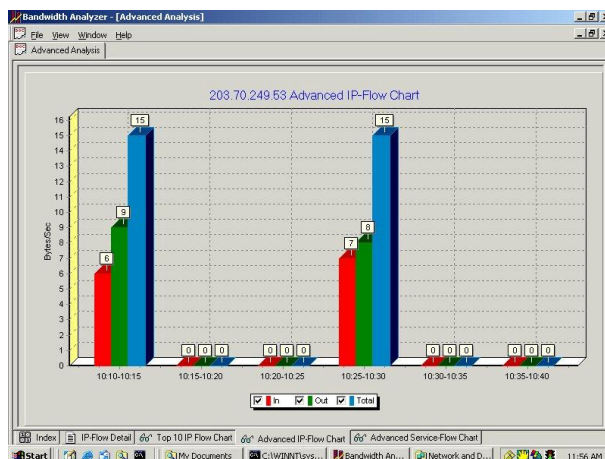 Bandwidth Analyzer - [Advanced Analysis]
File View Window Help
Advanced Analysis
203.70.249.53 Advanced IP-Flow Chart
Bytes/Sec
16
15
14
13
12
11
10
9
8
7
6
5
4
3
2
1
0
6 9 15
0 0 0
0 0 0
7 8 15
0 0 0
0 0 0
10:10-10:15 10:15-10:20 10:20-10:25 10:25-10:30 10:30-10:35 10:35-10:40
In Out Total
Index IP-Flow Detail Top 10 IP Flow Chart Advanced IP-Flow Chart Advanced Service-Flow Chart
Start My Documents C:\WINNT\sys... Bandwidth An... Network and D... 11:56 AM